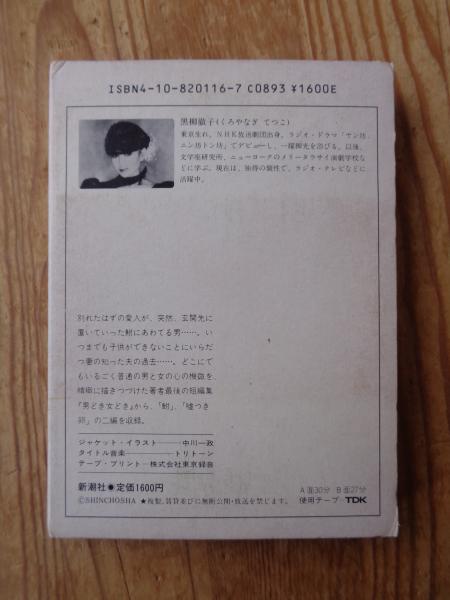 ISBN4-10-820116-7 C0893 ¥1600E
黒柳徹子(くろやなぎ てつこ)
東京生れ。NHK放送劇団出身。ラジオ・ドラマ「ヤン坊
ニン坊トン坊」でデビューし、一躍脚光を浴びる。以後、
文学座研究所、ニューヨークのメリー・タラサイ演劇学校な
どに学ぶ。現在は、独得の個性で、ラジオ・テレビなどに
活躍中。
別れたはずの愛人が、突然、玄関先に
置いていった鮒にあわてる男……。い
つまでも子供ができないことにいらだ
つ妻の知った夫の過去……。どこにで
もいるごく普通の男と女の心の機微を、
精緻に描きつづけた著者最後の短編集
『男どき女どき』から、「鮒」、「嘘つき
卵」の二編を収録。
ジャケット・イラスト――中川一政
タイトル音楽――トリトーン
テープ・プリント―株式会社東京録音
新潮社●定価1600円
A面30分 B面27分
©SHINCHOSHA ★複製、賃貸並びに無断公開・放送を禁じます。
使用テープ・TDK